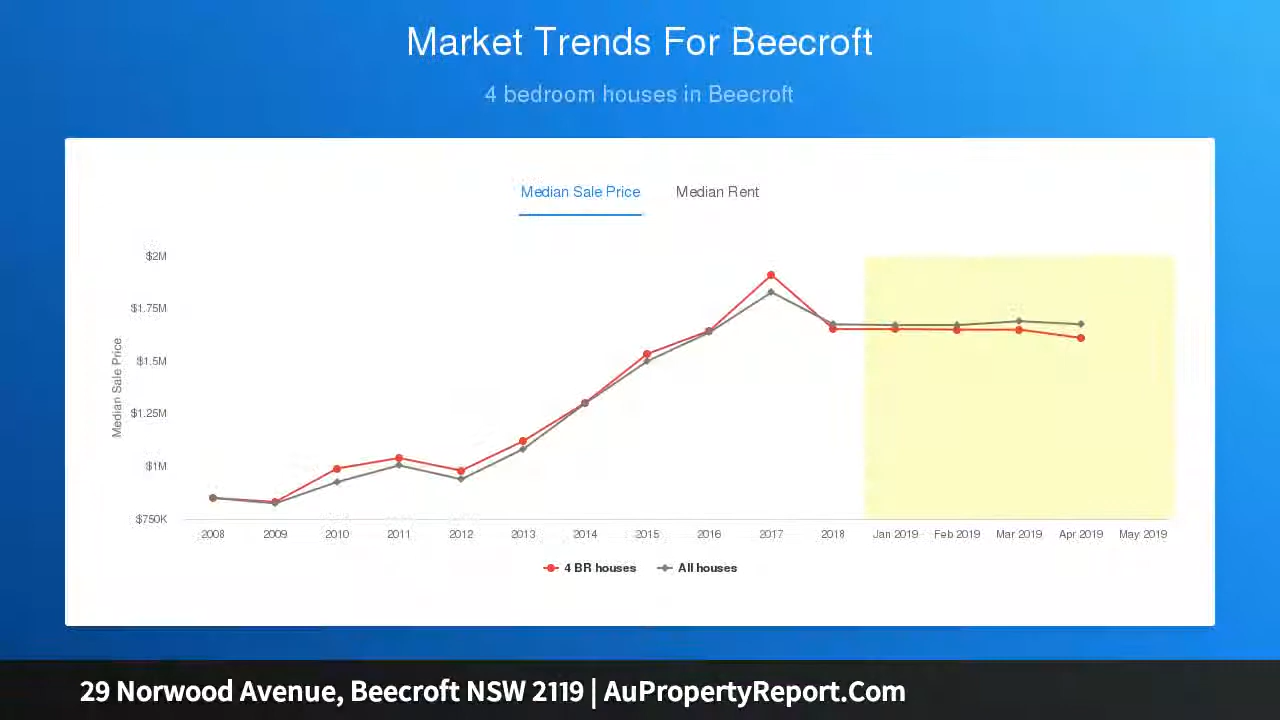 Market Trends For Beecroft
4 bedroom houses in Beecroft
Median Sale Price Median Rent
Median Sale Price
$2M
$1.75M
$1.5M
$1.25M
$1M
$750K
2008 2009 2010 2011 2012 2013 2014 2015 2016 2017 2018 Jan 2019 Feb 2019 Mar 2019 Apr 2019 May 2019
4 BR houses All houses
29 Norwood Avenue, Beecroft NSW 2119 | AuPropertyReport.Com